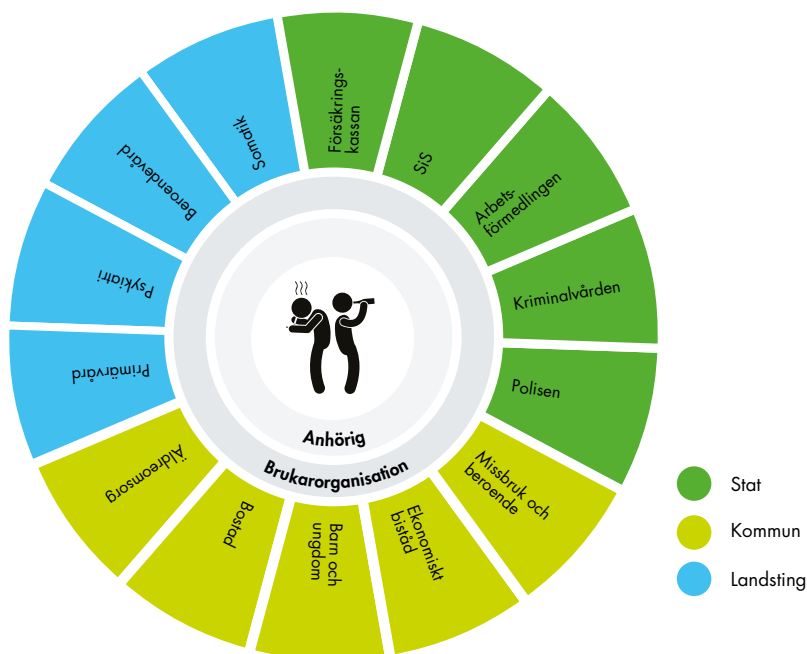 Försäkrings-
kassan
SiS
Arbets-
förmedlingen
Kriminalvården
Polisen
Missbruk och
beroende
Ekonomiskt
biståd
Barn och
ungdom
Bostad
Äldreomsorg
Primärvård
Psykiatri
Beroendevård
Somatik
Anhörig
Brukarorganisation
Stat
Kommun
Landsting